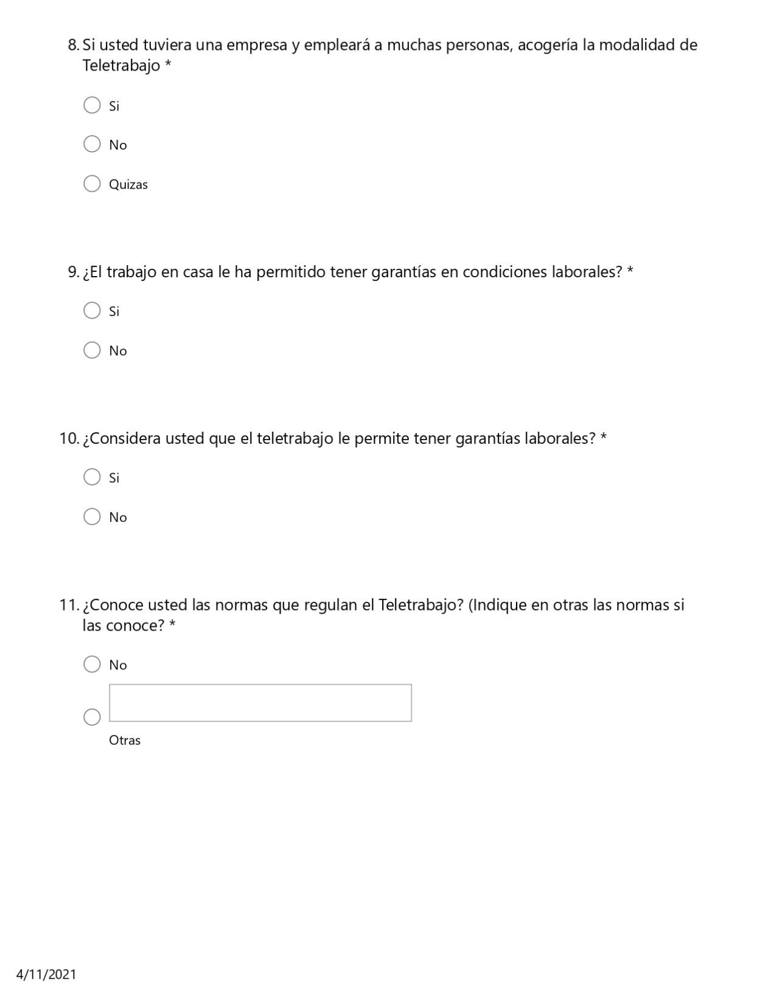 8. Si usted tuviera una empresa y empleará a muchas personas, acogería la modalidad de
Teletrabajo *
Si
No
Quizas
9. ¿El trabajo en casa le ha permitido tener garantías en condiciones laborales? *
Si
No
10. ¿Considera usted que el teletrabajo le permite tener garantías laborales? *
Si
No
11. ¿Conoce usted las normas que regulan el Teletrabajo? (Indique en otras las normas si
las conoce? *
No
Otras
4/11/2021